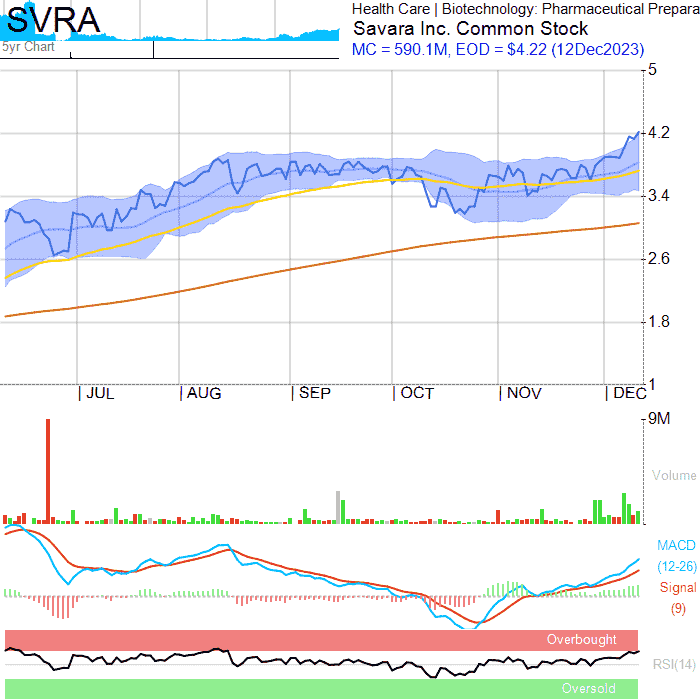 SVRA
5yr Chart
Health Care | Biotechnology: Pharmaceutical Prepara
Savara Inc. Common Stock
MC = 590.1M, EOD = $4.22 (12Dec2023)
5
4.2
3.4
2.6
1.8
1
| JUL | AUG | SEP | OCT | NOV | DEC
9M
Volume
MACD
(12-26)
Signal
(9)
Overbought
RSI(14)
Oversold